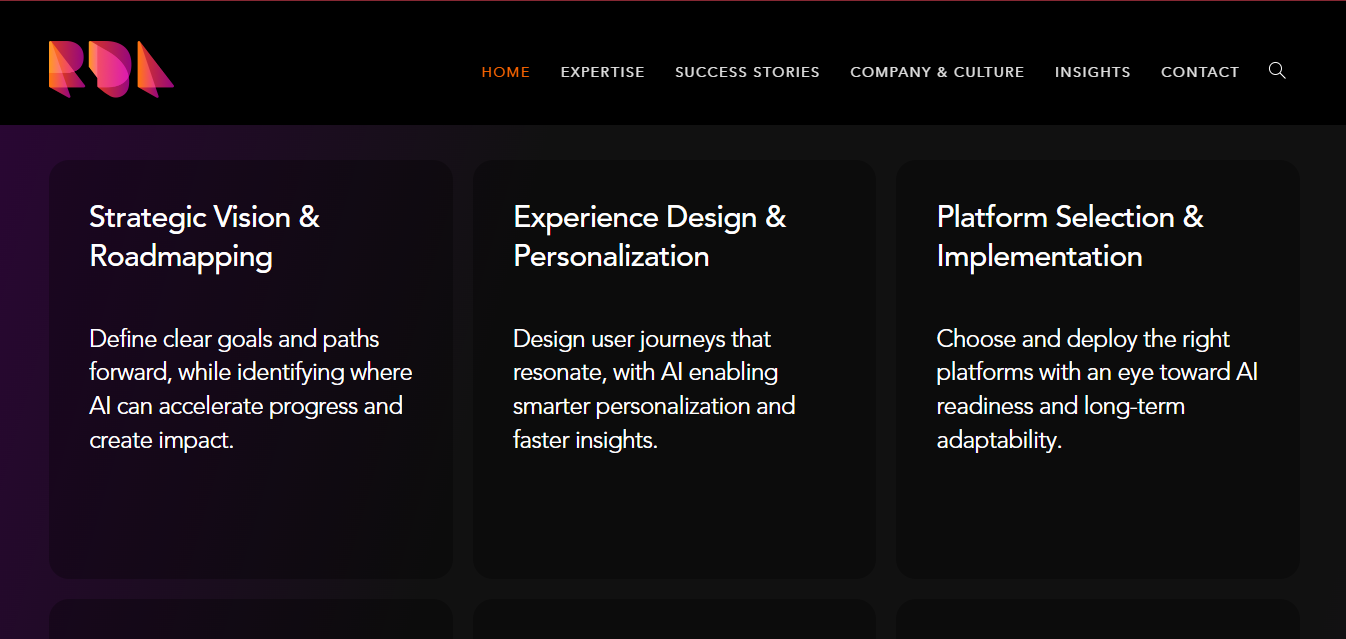 RDA
HOME
EXPERTISE
SUCCESS STORIES
COMPANY & CULTURE
INSIGHTS
CONTACT
Strategic Vision &
Roadmapping
Define clear goals and paths
forward, while identifying where
AI can accelerate progress and
create impact.
Experience Design &
Personalization
Design user journeys that
resonate, with AI enabling
smarter personalization and
faster insights.
Platform Selection &
Implementation
Choose and deploy the right
platforms with an eye toward AI
readiness and long-term
adaptability.